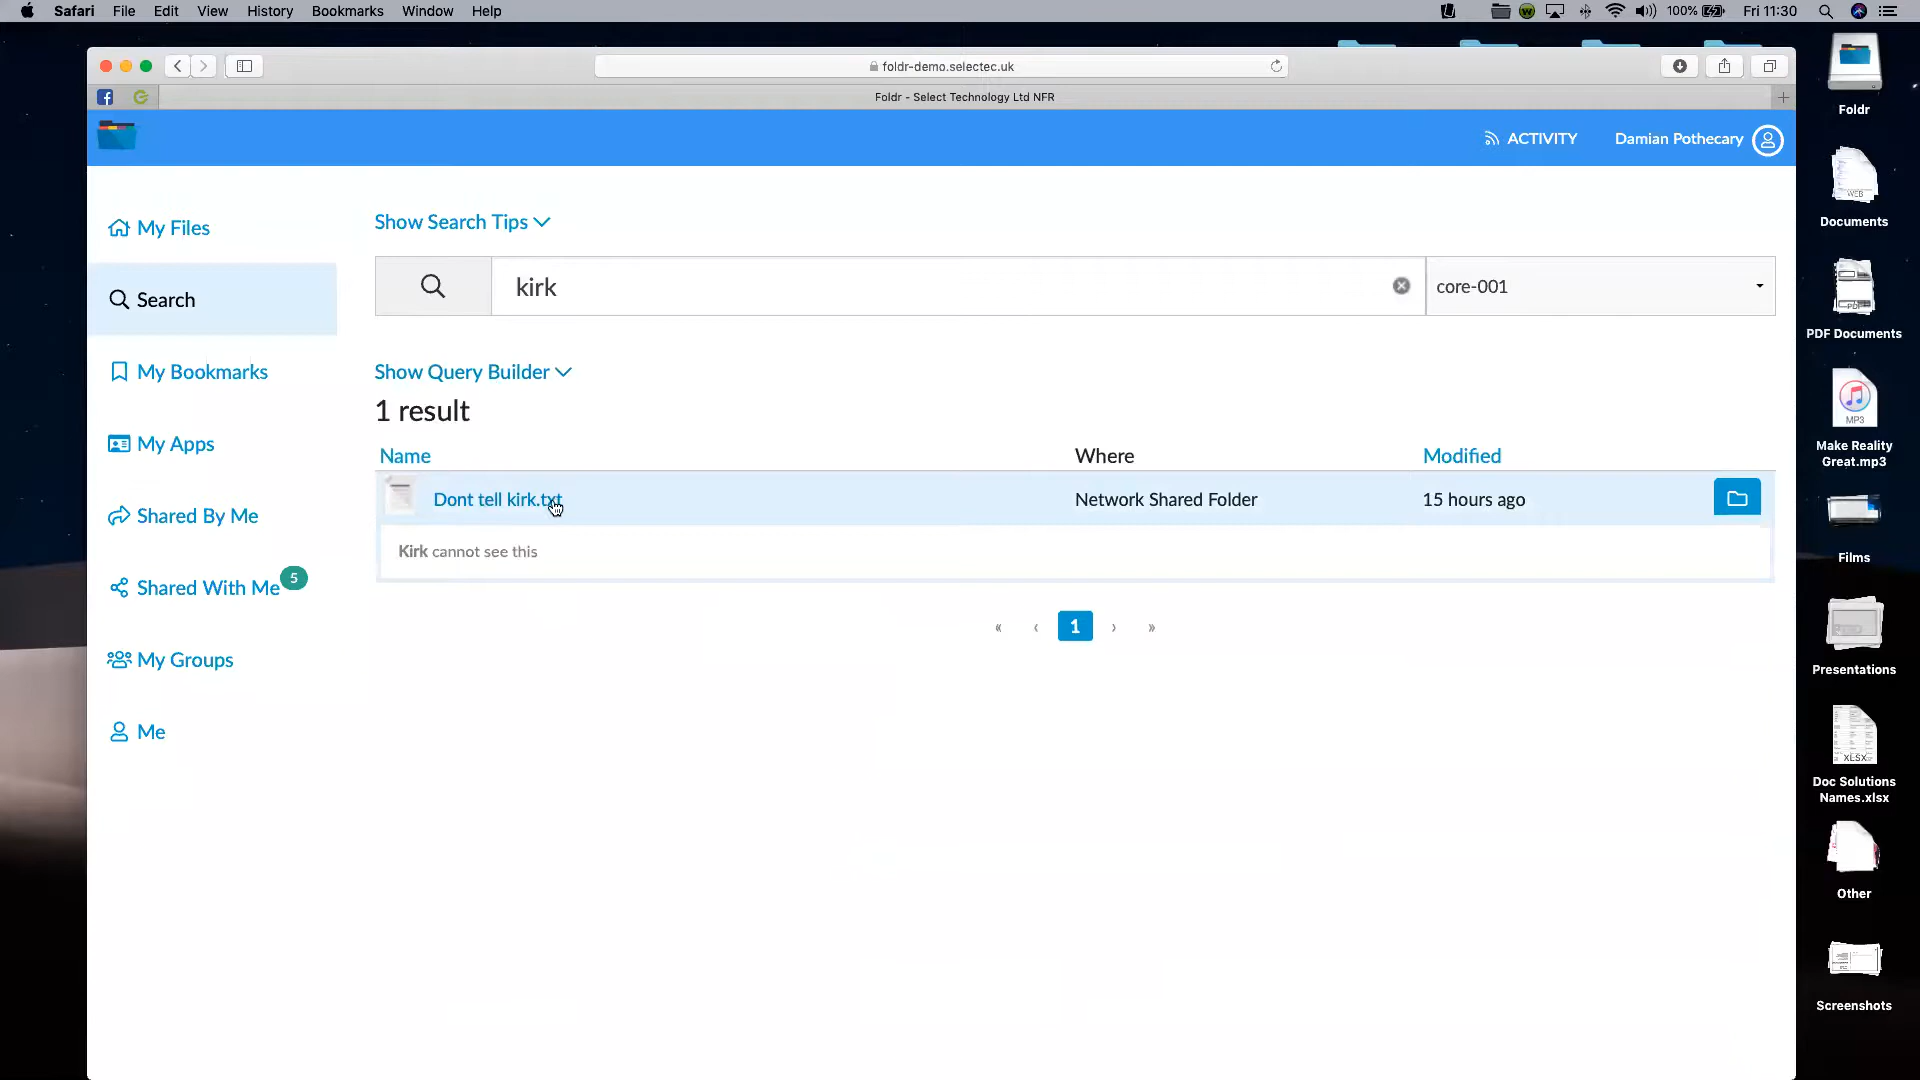 Safari File Edit View History Bookmarks Window Help 100% Fri 11:30
foldr-demo.selectec.uk
Foldr - Select Technology Ltd NFR
ACTIVITY Damian Pothecary
My Files
Search
My Bookmarks
My Apps
Shared By Me
Shared With Me 5
My Groups
Me
Show Search Tips
kirk core-001
Show Query Builder
1 result
Name Where Modified
Dont tell kirk.txt Network Shared Folder 15 hours ago
Kirk cannot see this
« ‹ 1 › »
Foldr
WEB
Documents
PDF
PDF Documents
MP3
Make Reality
Great.mp3
Films
Presentations
XLSX
Doc Solutions
Names.xlsx
Other
Screenshots